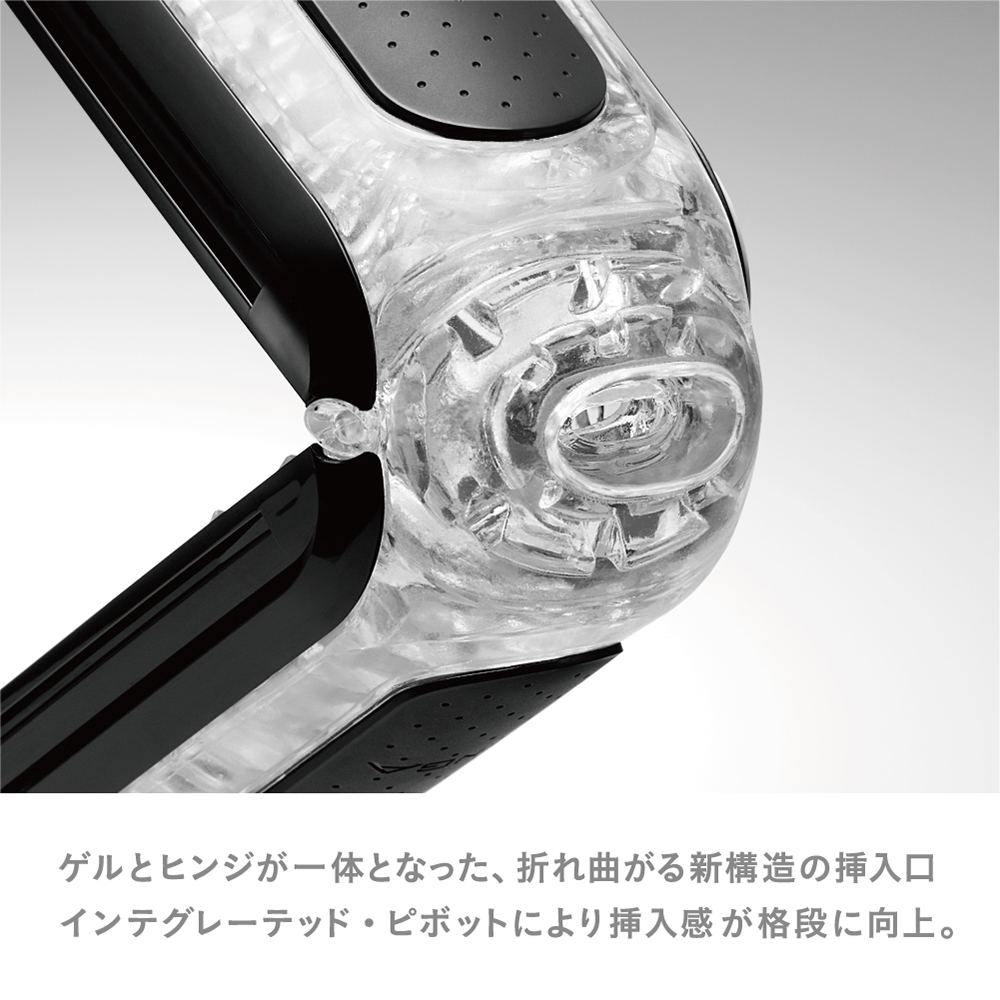 ゲルとヒンジが一体となった、折れ曲がる新構造の挿入口
インテグレーテッド・ピボットにより挿入感が格段に向上。